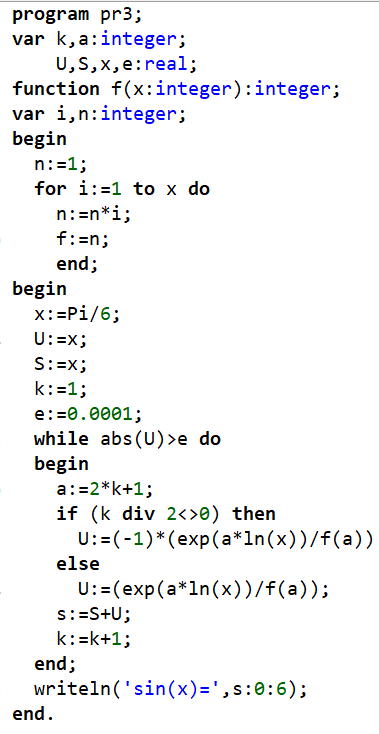 program pr3;
var k,a:integer;
    U,S,x,e:real;
function f(x:integer):integer;
var i,n:integer;
begin
  n:=1;
  for i:=1 to x do
    n:=n*i;
    f:=n;
    end;
begin
  x:=Pi/6;
  U:=x;
  S:=x;
  k:=1;
  e:=0.0001;
  while abs(U)>e do
  begin
    a:=2*k+1;
    if (k div 2<>0) then
      U:=(-1)*(exp(a*ln(x))/f(a))
    else
      U:=(exp(a*ln(x))/f(a));
    s:=S+U;
    k:=k+1;
  end;
  writeln('sin(x)=',s:0:6);
end.